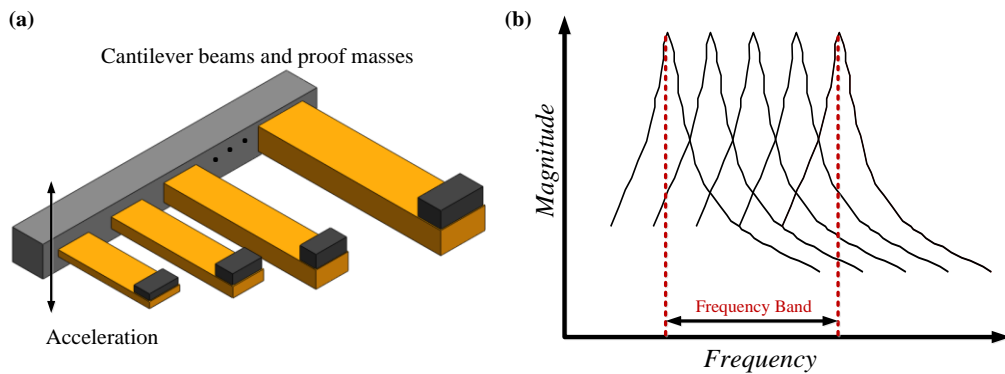 (a)
Cantilever beams and proof masses
Acceleration
(b)
Magnitude
Frequency Band
Frequency